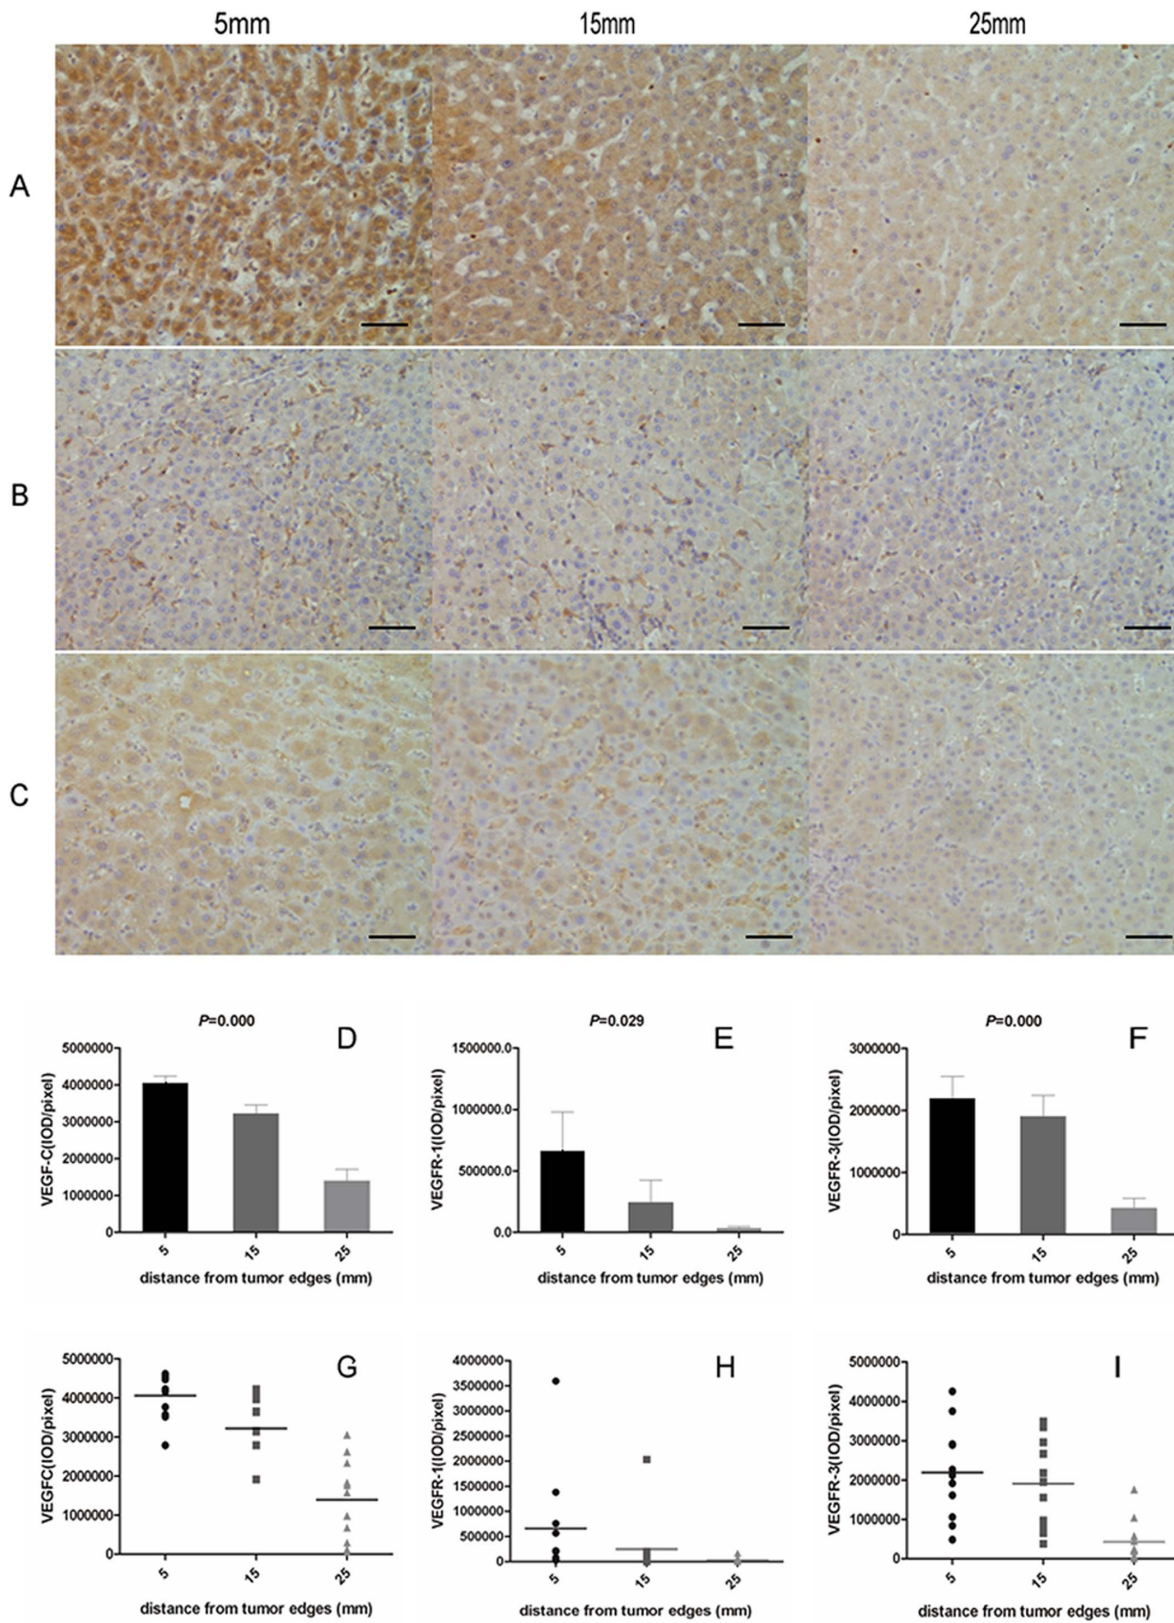 5mm 15mm 25mm
A
B
C
P=0.000 D
VEGF-C(IOD/pixel)
5000000
4000000
3000000
2000000
1000000
0
5 15 25
distance from tumor edges (mm)
P=0.029 E
VEGFR-1(IOD/pixel)
1500000.0
1000000.0
500000.0
0.0
5 15 25
distance from tumor edges (mm)
P=0.000 F
VEGFR-3(IOD/pixel)
3000000
2000000
1000000
0
5 15 25
distance from tumor edges (mm)
G
VEGFC(IOD/pixel)
5000000
4000000
3000000
2000000
1000000
0
5 15 25
distance from tumor edges (mm)
H
VEGFR-1(IOD/pixel)
4000000
3500000
3000000
2500000
2000000
1500000
1000000
500000
0
5 15 25
distance from tumor edges (mm)
I
VEGFR-3(IOD/pixel)
5000000
4000000
3000000
2000000
1000000
0
5 15 25
distance from tumor edges (mm)